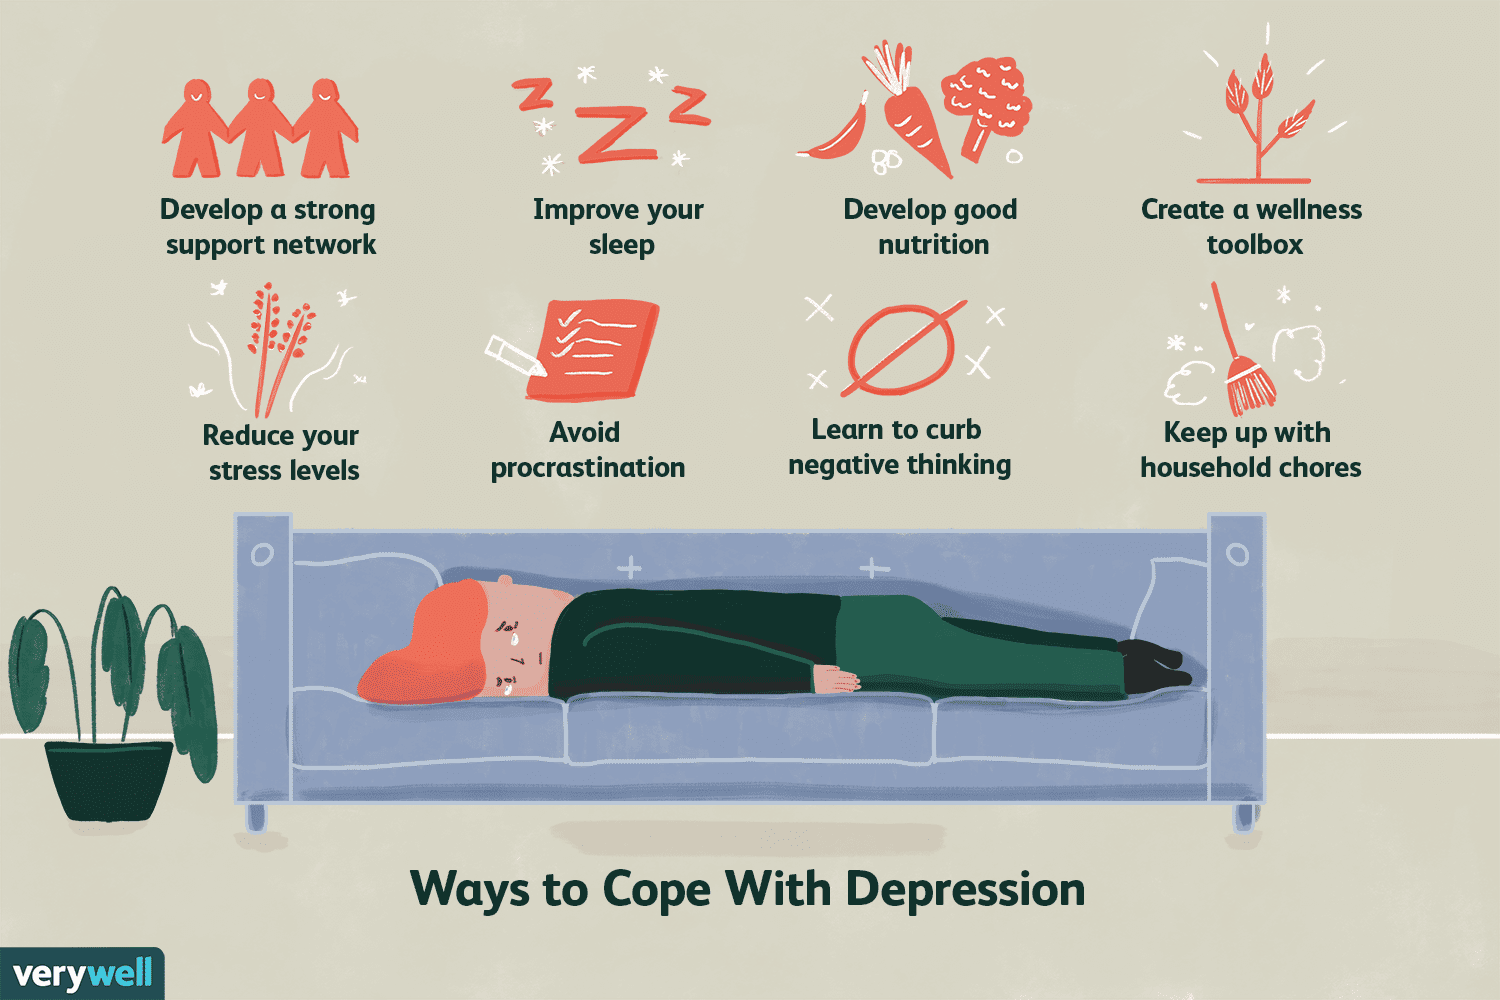 Develop a strong
support network
Improve your
sleep
Develop good
nutrition
Create a wellness
toolbox
Reduce your
stress levels
Avoid
procrastination
Learn to curb
negative thinking
Keep up with
household chores
Ways to Cope With Depression
verywell